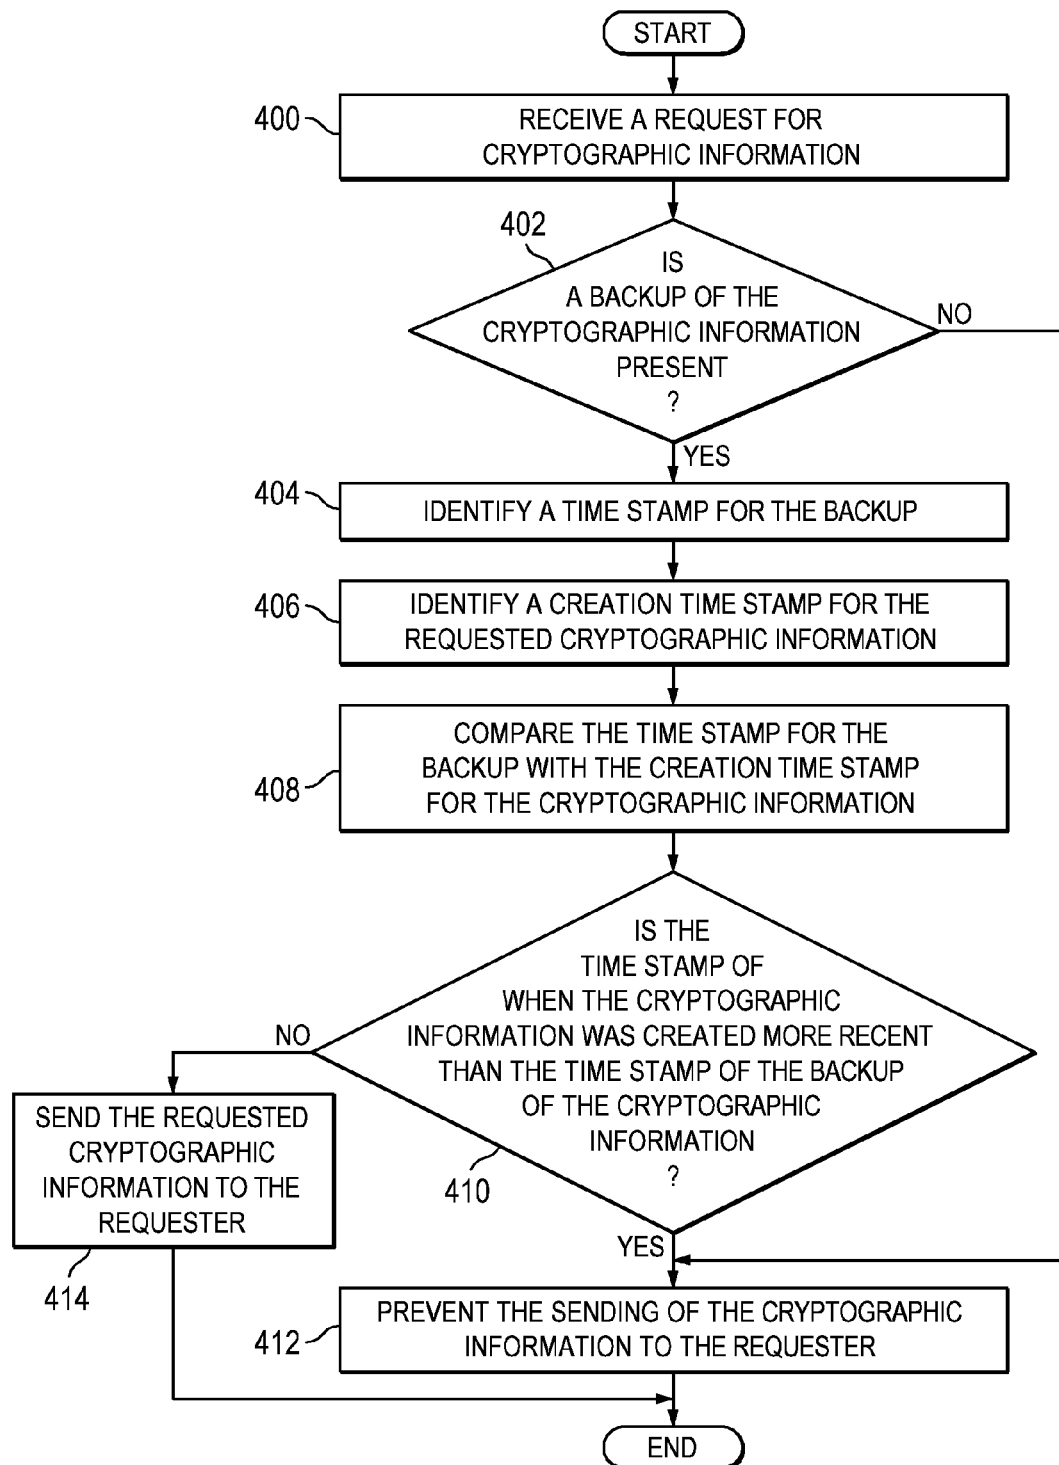 START
400
RECEIVE A REQUEST FOR
CRYPTOGRAPHIC INFORMATION
402
IS
A BACKUP OF THE
CRYPTOGRAPHIC INFORMATION
PRESENT
?
NO
YES
404
IDENTIFY A TIME STAMP FOR THE BACKUP
406
IDENTIFY A CREATION TIME STAMP FOR THE
REQUESTED CRYPTOGRAPHIC INFORMATION
408
COMPARE THE TIME STAMP FOR THE
BACKUP WITH THE CREATION TIME STAMP
FOR THE CRYPTOGRAPHIC INFORMATION
IS THE
TIME STAMP OF
WHEN THE CRYPTOGRAPHIC
INFORMATION WAS CREATED MORE RECENT
THAN THE TIME STAMP OF THE BACKUP
OF THE CRYPTOGRAPHIC
INFORMATION
?
410
NO
SEND THE REQUESTED
CRYPTOGRAPHIC
INFORMATION TO THE
REQUESTER
414
YES
412
PREVENT THE SENDING OF THE CRYPTOGRAPHIC
INFORMATION TO THE REQUESTER
END